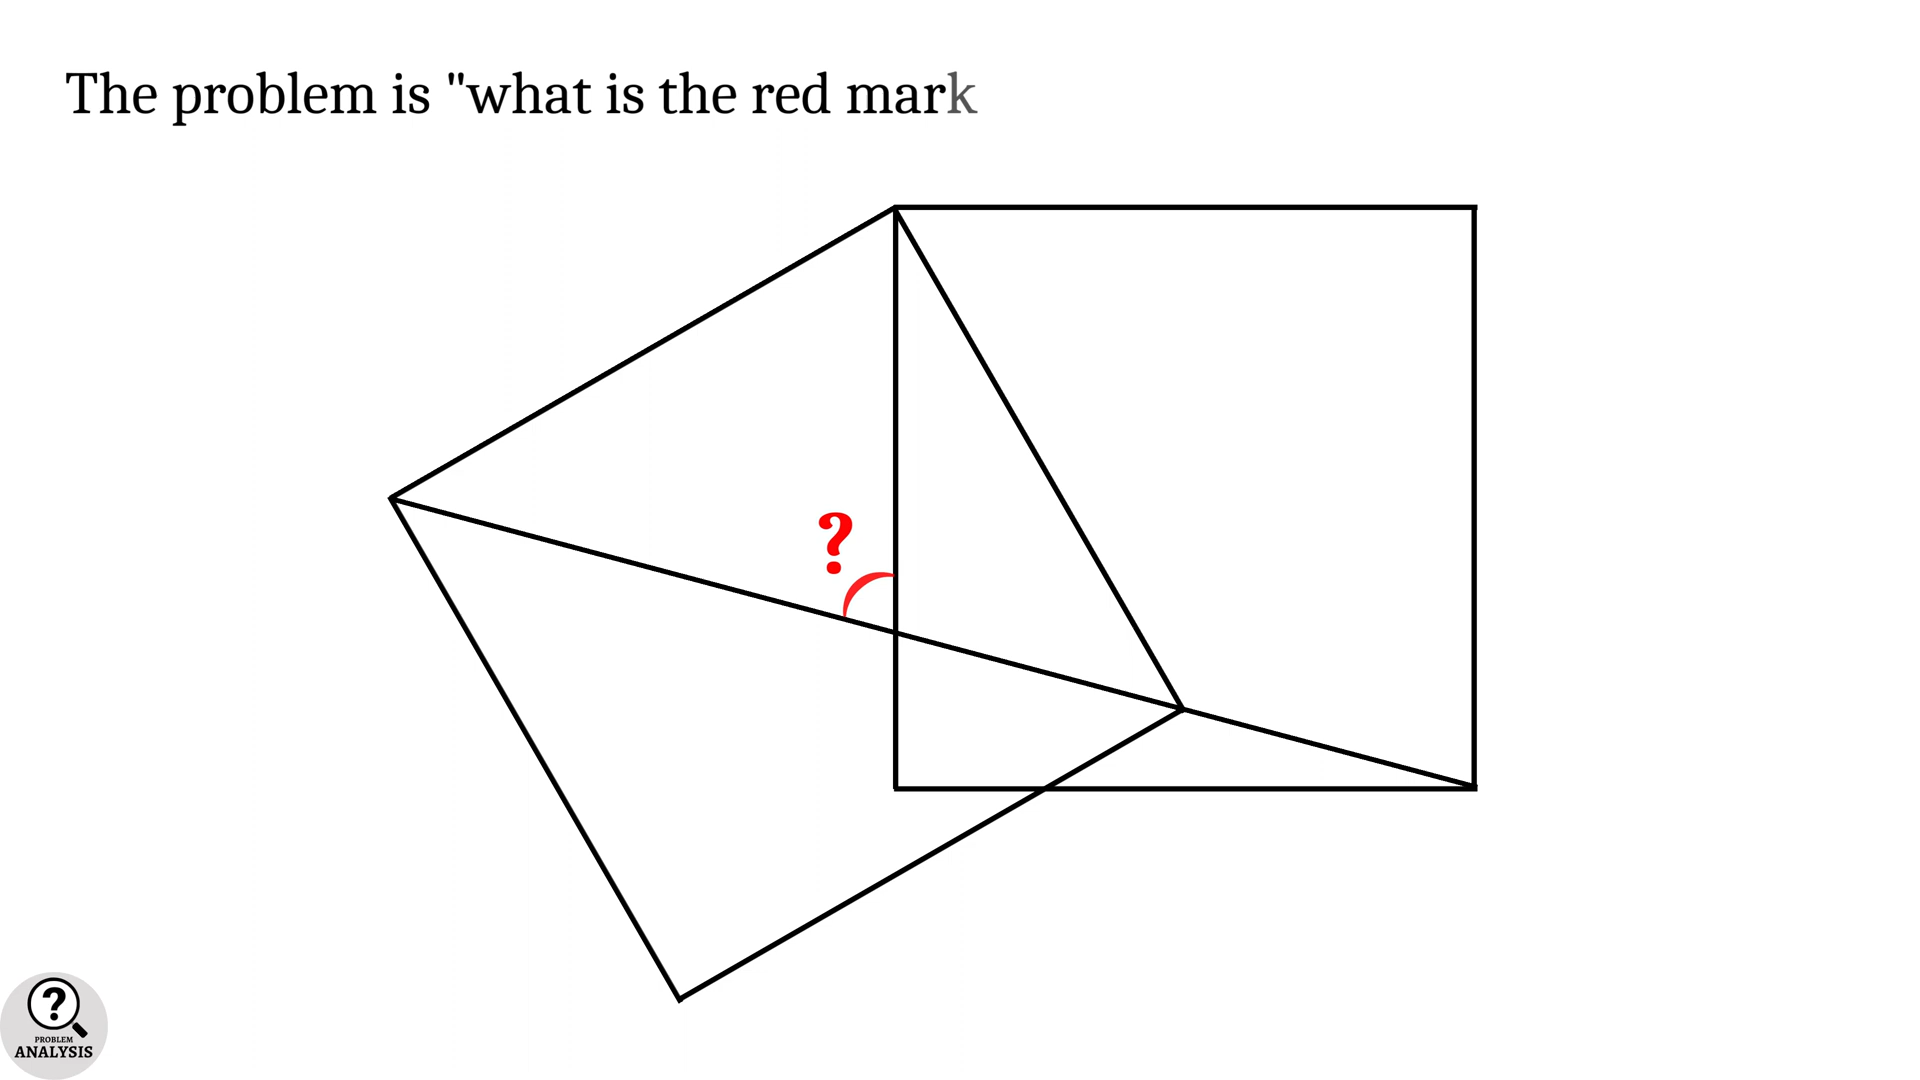 The problem is "what is the red mark
?
?
PROBLEM
ANALYSIS